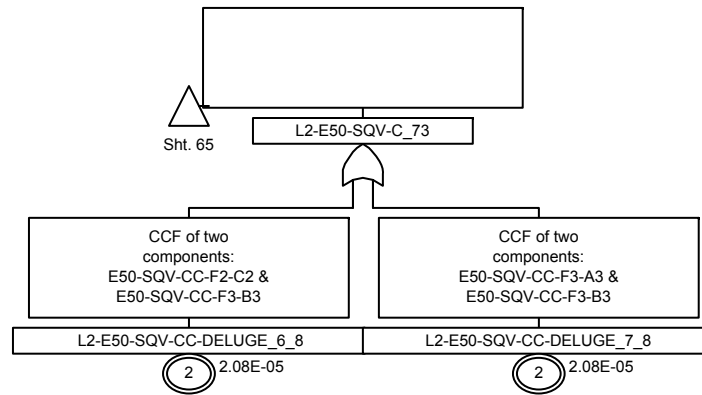 Sht. 65
L2-E50-SQV-C_73
CCF of two
components:
E50-SQV-CC-F2-C2 &
E50-SQV-CC-F3-B3
CCF of two
components:
E50-SQV-CC-F3-A3 &
E50-SQV-CC-F3-B3
L2-E50-SQV-CC-DELUGE_6_8
L2-E50-SQV-CC-DELUGE_7_8
2
2.08E-05
2
2.08E-05